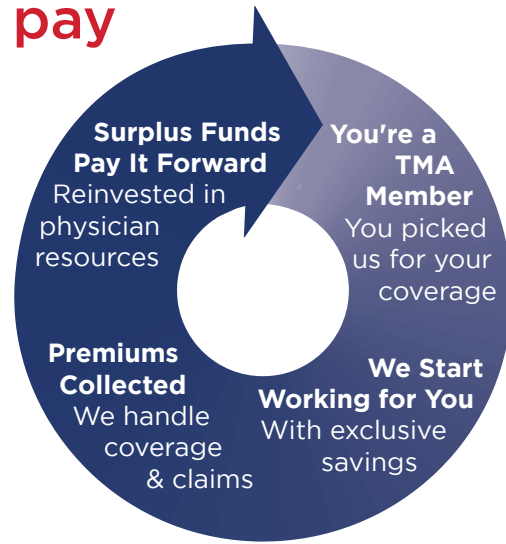 pay
Surplus Funds
Pay It Forward
Reinvested in
physician
resources
You're a
TMA
Member
You picked
us for your
coverage
We Start
Working for You
With exclusive
savings
Premiums
Collected
We handle
coverage
& claims